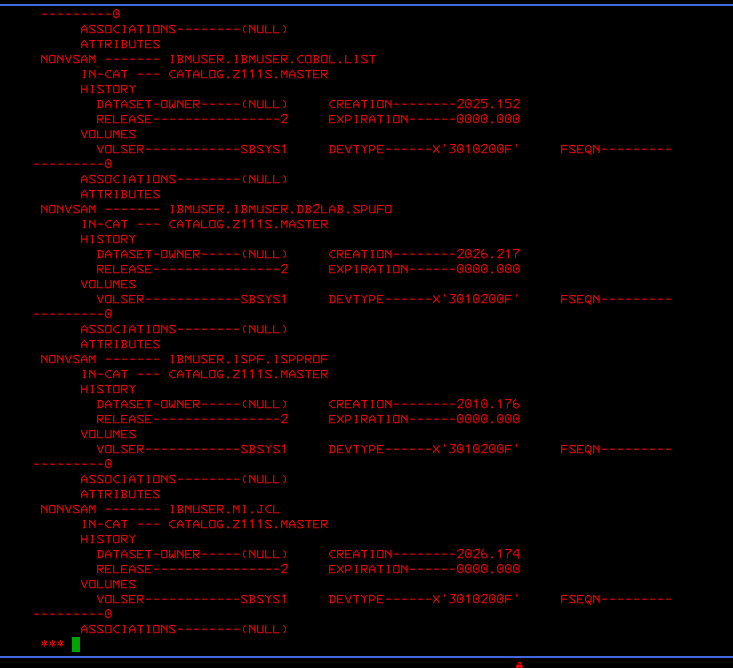 ---------0
ASSOCIATIONS--------(NULL)
ATTRIBUTES
NONVSAM ------- IBMUSER.IBMUSER.COBOL.LIST
IN-CAT --- CATALOG.Z111S.MASTER
HISTORY
DATASET-OWNER-----(NULL)     CREATION--------2025.152
RELEASE----------------2     EXPIRATION------0000.000
VOLUMES
VOLSER------------SBSYS1     DEVTYPE------X'3010200F'     FSEQN---------
---------0
ASSOCIATIONS--------(NULL)
ATTRIBUTES
NONVSAM ------- IBMUSER.IBMUSER.DB2LAB.SPUFO
IN-CAT --- CATALOG.Z111S.MASTER
HISTORY
DATASET-OWNER-----(NULL)     CREATION--------2026.217
RELEASE----------------2     EXPIRATION------0000.000
VOLUMES
VOLSER------------SBSYS1     DEVTYPE------X'3010200F'     FSEQN---------
---------0
ASSOCIATIONS--------(NULL)
ATTRIBUTES
NONVSAM ------- IBMUSER.ISPF.ISPPROF
IN-CAT --- CATALOG.Z111S.MASTER
HISTORY
DATASET-OWNER-----(NULL)     CREATION--------2010.176
RELEASE----------------2     EXPIRATION------0000.000
VOLUMES
VOLSER------------SBSYS1     DEVTYPE------X'3010200F'     FSEQN---------
---------0
ASSOCIATIONS--------(NULL)
ATTRIBUTES
NONVSAM ------- IBMUSER.MI.JCL
IN-CAT --- CATALOG.Z111S.MASTER
HISTORY
DATASET-OWNER-----(NULL)     CREATION--------2026.174
RELEASE----------------2     EXPIRATION------0000.000
VOLUMES
VOLSER------------SBSYS1     DEVTYPE------X'3010200F'     FSEQN---------
---------0
ASSOCIATIONS--------(NULL)
***